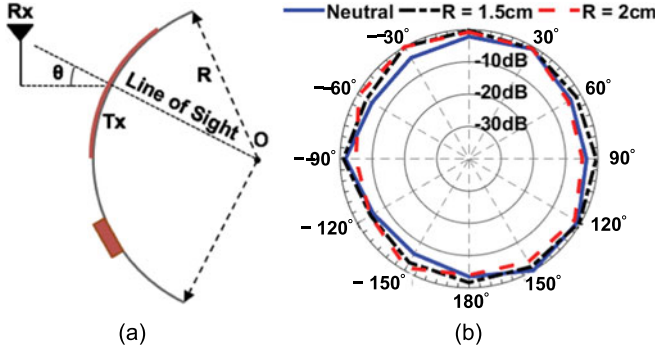 Rx
θ
R
Line of Sight
O
Tx
(a)
Neutral R = 1.5cm R = 2cm
−30° 30°
-10dB
−60° 60°
-20dB
-30dB
−90° 90°
−120° 120°
−150° 150°
180°
(b)